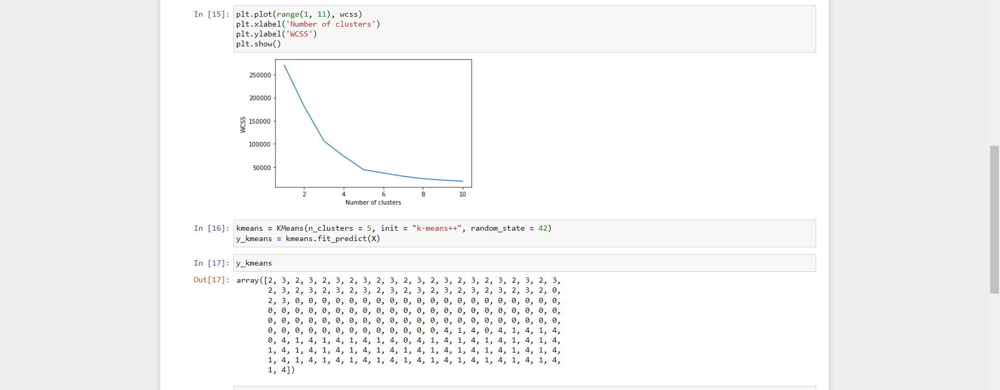 In [15]: plt.plot(range(1, 11), wcss)
plt.xlabel('Number of clusters')
plt.ylabel('WCSS')
plt.show()
250000
200000
150000
100000
50000
WCSS
2 4 6 8 10
Number of clusters
In [16]: kmeans = KMeans(n_clusters = 5, init = "k-means++", random_state = 42)
y_kmeans = kmeans.fit_predict(X)
In [17]: y_kmeans
Out[17]: array([2, 3, 2, 3, 2, 3, 2, 3, 2, 3, 2, 3, 2, 3, 2, 3, 2, 3, 2, 3, 2, 3,
2, 3, 2, 3, 2, 3, 2, 3, 2, 3, 2, 3, 2, 3, 2, 3, 2, 3, 2, 0,
2, 3, 0, 0, 0, 0, 0, 0, 0, 0, 0, 0, 0, 0, 0, 0, 0, 0, 0, 0,
0, 0, 0, 0, 0, 0, 0, 0, 0, 0, 0, 0, 0, 0, 0, 0, 0, 0, 0, 0,
0, 0, 0, 0, 0, 0, 0, 0, 0, 0, 0, 0, 0, 0, 0, 0, 0, 0, 0, 0,
0, 0, 0, 0, 0, 0, 0, 0, 0, 0, 0, 0, 0, 4, 1, 4, 0, 4, 1, 4, 1, 4,
0, 4, 1, 4, 1, 4, 1, 4, 1, 4, 0, 4, 1, 4, 1, 4, 1, 4, 1, 4, 1, 4,
1, 4, 1, 4, 1, 4, 1, 4, 1, 4, 1, 4, 1, 4, 1, 4, 1, 4, 1, 4, 1, 4,
1, 4, 1, 4, 1, 4, 1, 4, 1, 4, 1, 4, 1, 4, 1, 4, 1, 4, 1, 4, 1, 4,
1, 4])